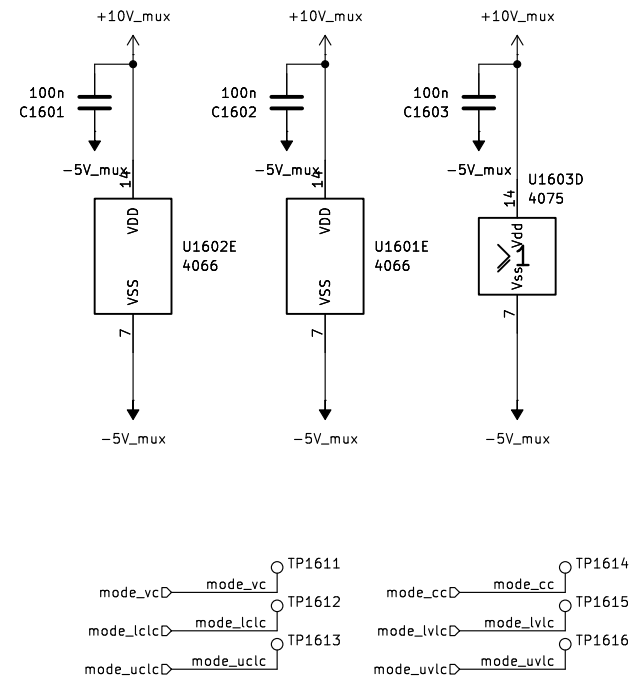 +10V_mux +10V_mux +10V_mux
100n 100n 100n
C1601 C1602 C1603
-5V_mux -5V_mux -5V_mux
14 14 14
U1603D
4075
VDD VDD Vdd
U1602E U1601E ≥1
4066 4066
VSS VSS Vss
7 7 7
-5V_mux -5V_mux -5V_mux
TP1611 TP1614
mode_vc mode_vc mode_cc mode_cc
TP1612 TP1615
mode_lclc mode_lclc mode_lvlc mode_lvlc
TP1613 TP1616
mode_uclc mode_uclc mode_uvlc mode_uvlc